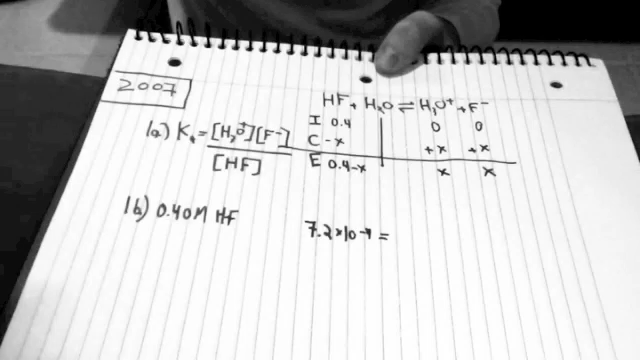 2007
HF + H₂O ⇌ H₃O⁺ + F⁻
1a) Kₐ = [H₃O⁺][F⁻]
[HF]
I 0.4 0 0
C -x +x +x
E 0.4-x x x
1b) 0.40M HF
7.2×10⁻⁴ =